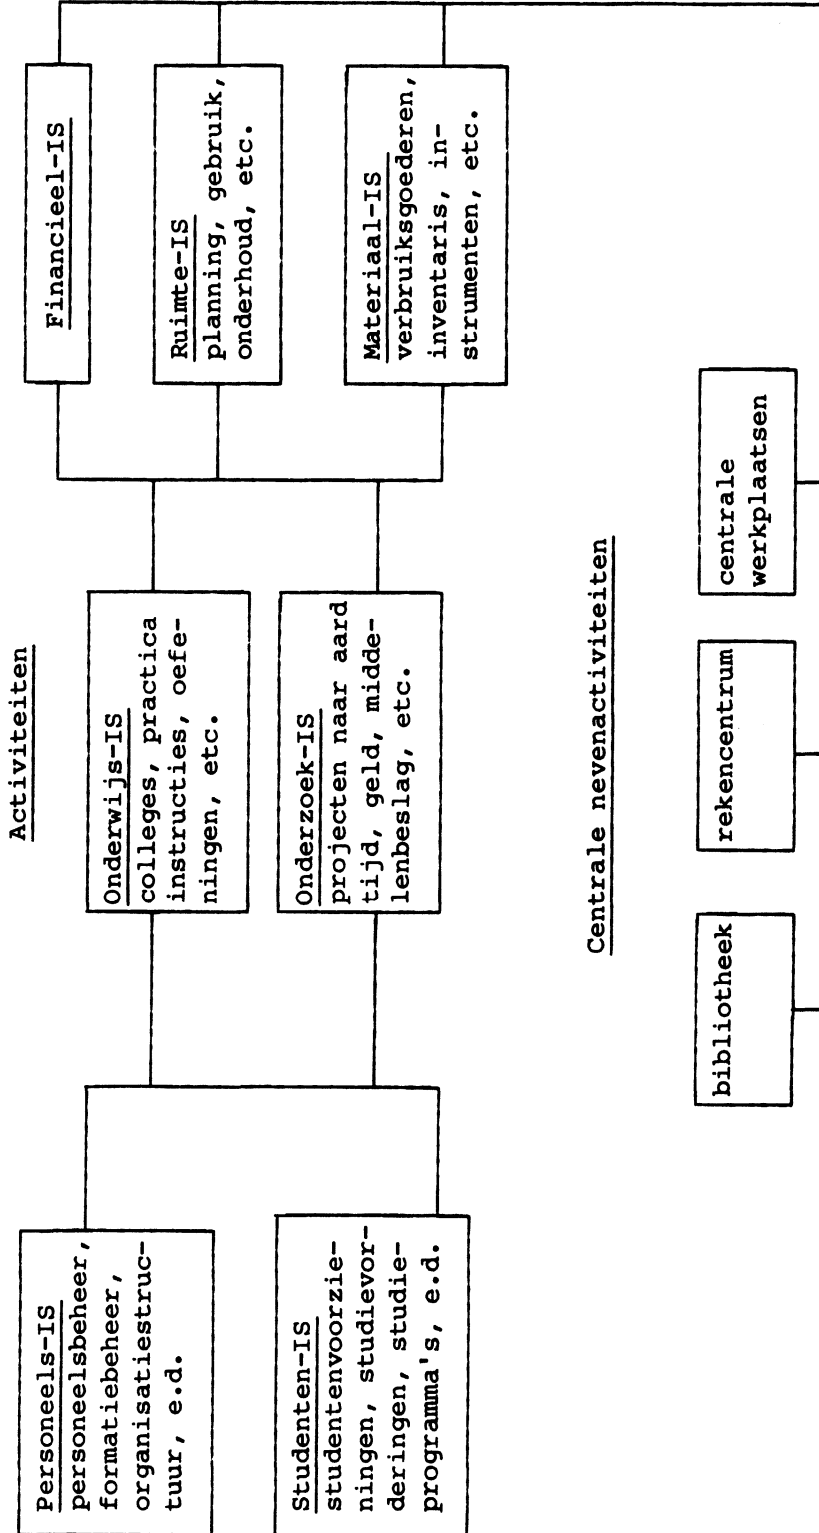 Activiteiten
Personeels-IS
personeelsbeheer,
formatiebeheer,
organisatiestruc-
tuur, e.d.
Studenten-IS
studentenvoorzie-
ningen, studievor-
deringen, studie-
programma's, e.d.
Onderwijs-IS
colleges, practica
instructies, oefe-
ningen, etc.
Onderzoek-IS
projecten naar aard
tijd, geld, midde-
lenbeslag, etc.
Financieel-IS
Ruimte-IS
planning, gebruik,
onderhoud, etc.
Materiaal-IS
verbruiksgoederen,
inventaris, in-
strumenten, etc.
Centrale nevenactiviteiten
bibliotheek
rekencentrum
centrale
werkplaatsen